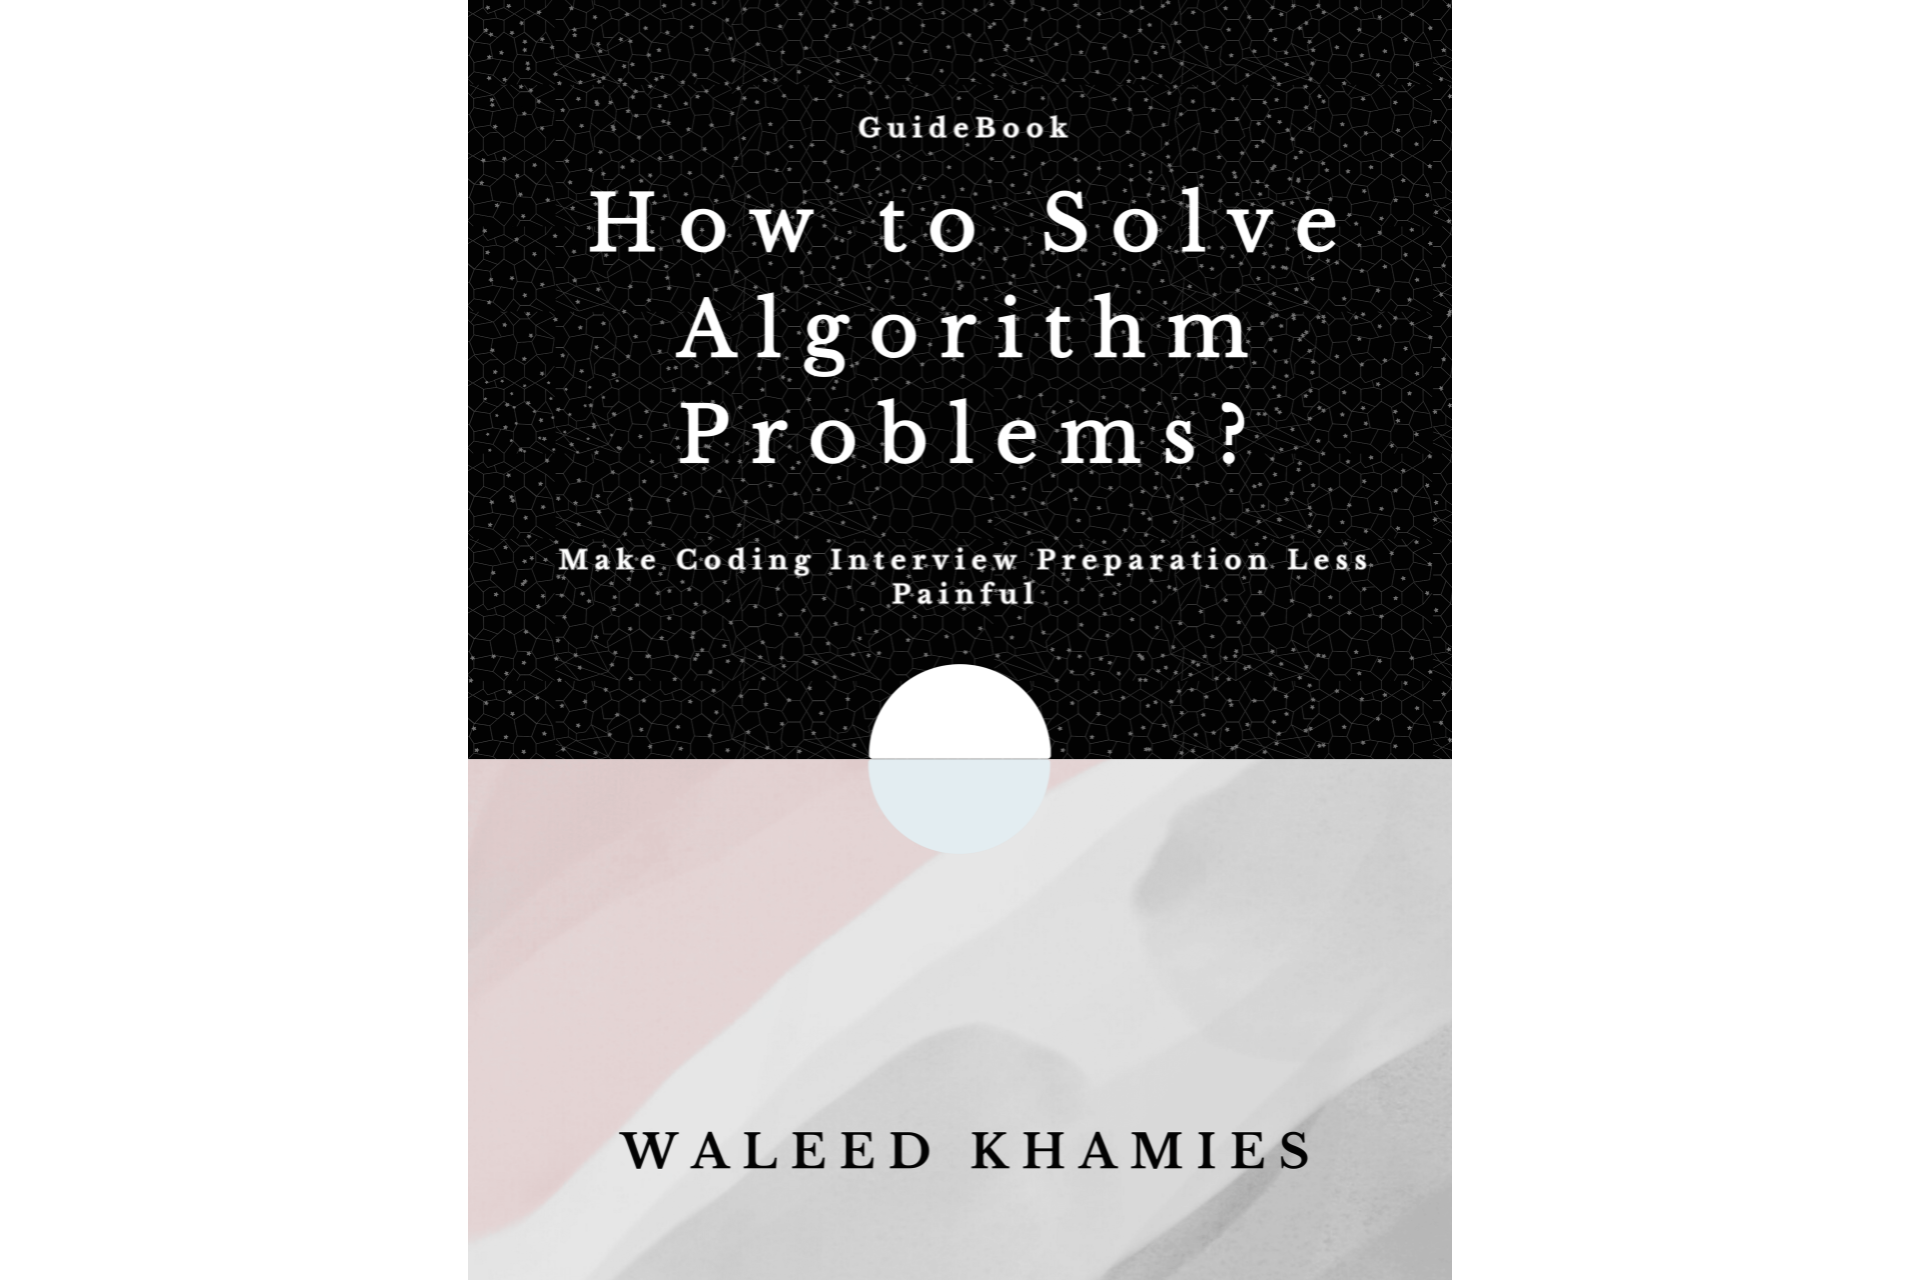 GuideBook
How to Solve
Algorithm
Problems?
Make Coding Interview Preparation Less
Painful
WALEED KHAMIES